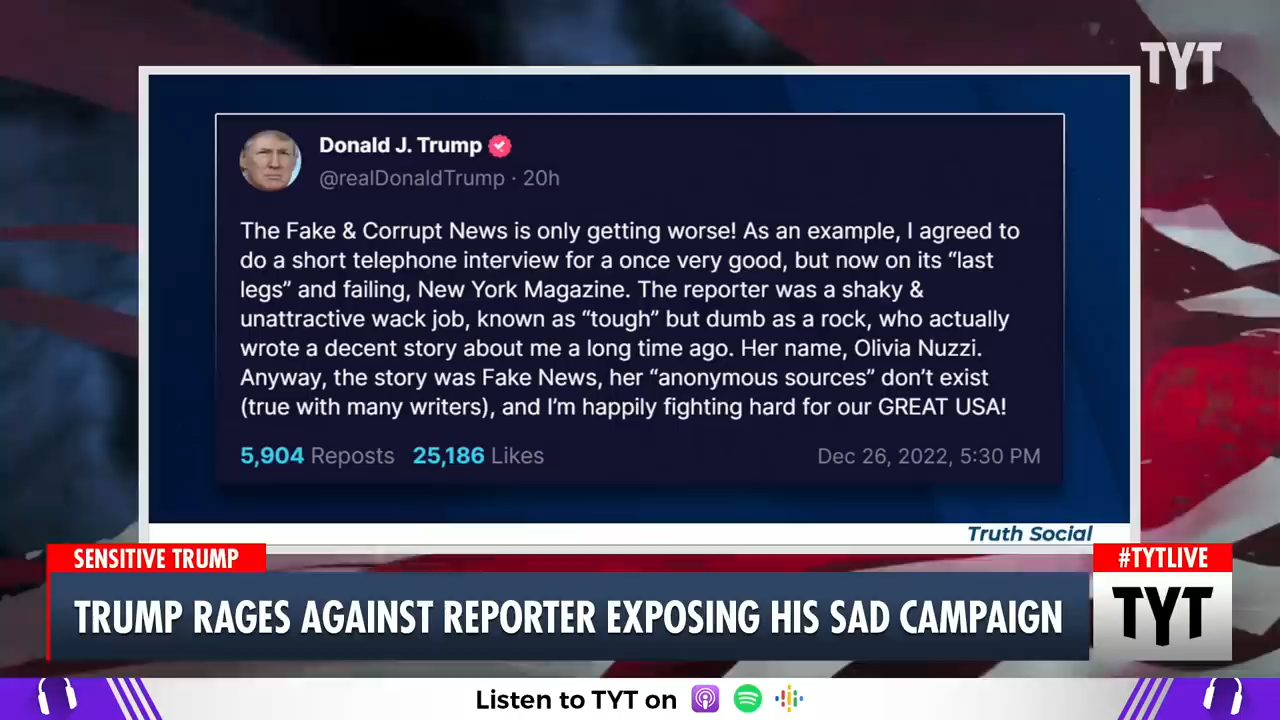 TYT
Donald J. Trump
@realDonaldTrump · 20h
The Fake & Corrupt News is only getting worse! As an example, I agreed to
do a short telephone interview for a once very good, but now on its “last
legs” and failing, New York Magazine. The reporter was a shaky &
unattractive wack job, known as “tough” but dumb as a rock, who actually
wrote a decent story about me a long time ago. Her name, Olivia Nuzzi.
Anyway, the story was Fake News, her “anonymous sources” don’t exist
(true with many writers), and I’m happily fighting hard for our GREAT USA!
5,904 Reposts 25,186 Likes Dec 26, 2022, 5:30 PM
Truth Social
SENSITIVE TRUMP
#TYTLIVE
TRUMP RAGES AGAINST REPORTER EXPOSING HIS SAD CAMPAIGN
TYT
Listen to TYT on